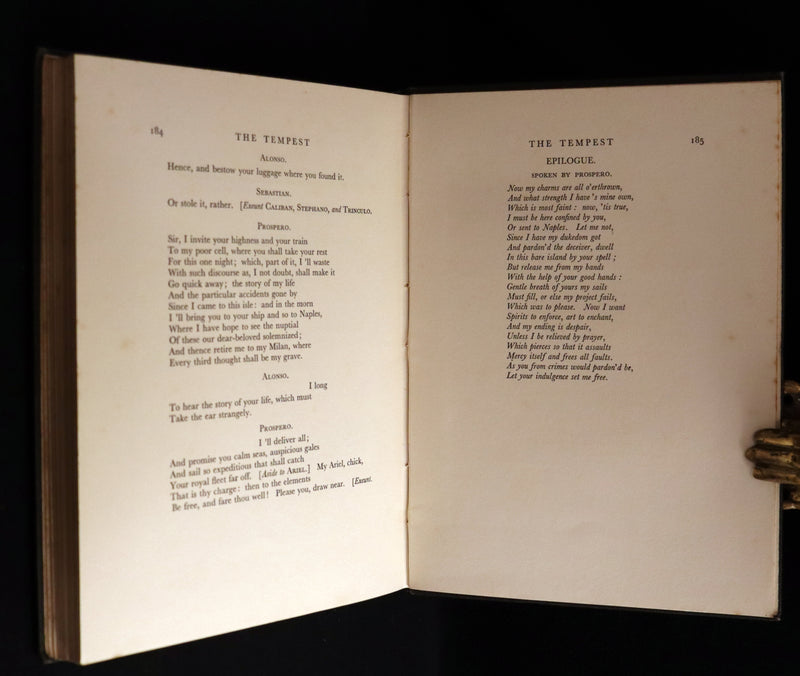 184
THE TEMPEST
ALONSO.
Hence, and bestow your luggage where you found it.
SEBASTIAN.
Or stole it, rather. [Exeunt CALIBAN, STEPHANO, and TRINCULO.
PROSPERO.
Sir, I invite your highness and your train
To my poor cell, where you shall take your rest
For this one night; which, part of it, I 'll waste
With such discourse as, I not doubt, shall make it
Go quick away; the story of my life
And the particular accidents gone by
Since I came to this isle: and in the morn
I 'll bring you to your ship and so to Naples,
Where I have hope to see the nuptial
Of these our dear-beloved solemnized;
And thence retire me to my Milan, where
Every third thought shall be my grave.
ALONSO.
I long
To hear the story of your life, which must
Take the ear strangely.
PROSPERO.
I 'll deliver all;
And promise you calm seas, auspicious gales
And sail so expeditious that shall catch
Your royal fleet far off. [Aside to ARIEL.] My Ariel, chick,
That is thy charge: then to the elements
Be free, and fare thou well! Please you, draw near. [Exeunt.
THE TEMPEST
185
EPILOGUE.
SPOKEN BY PROSPERO.
Now my charms are all o'erthrown,
And what strength I have 's mine own,
Which is most faint: now, 'tis true,
I must be here confined by you,
Or sent to Naples. Let me not,
Since I have my dukedom got
And pardon'd the deceiver, dwell
In this bare island by your spell;
But release me from my bands
With the help of your good hands:
Gentle breath of yours my sails
Must fill, or else my project fails,
Which was to please. Now I want
Spirits to enforce, art to enchant,
And my ending is despair,
Unless I be relieved by prayer,
Which pierces so that it assaults
Mercy itself and frees all faults.
As you from crimes would pardon'd be,
Let your indulgence set me free.